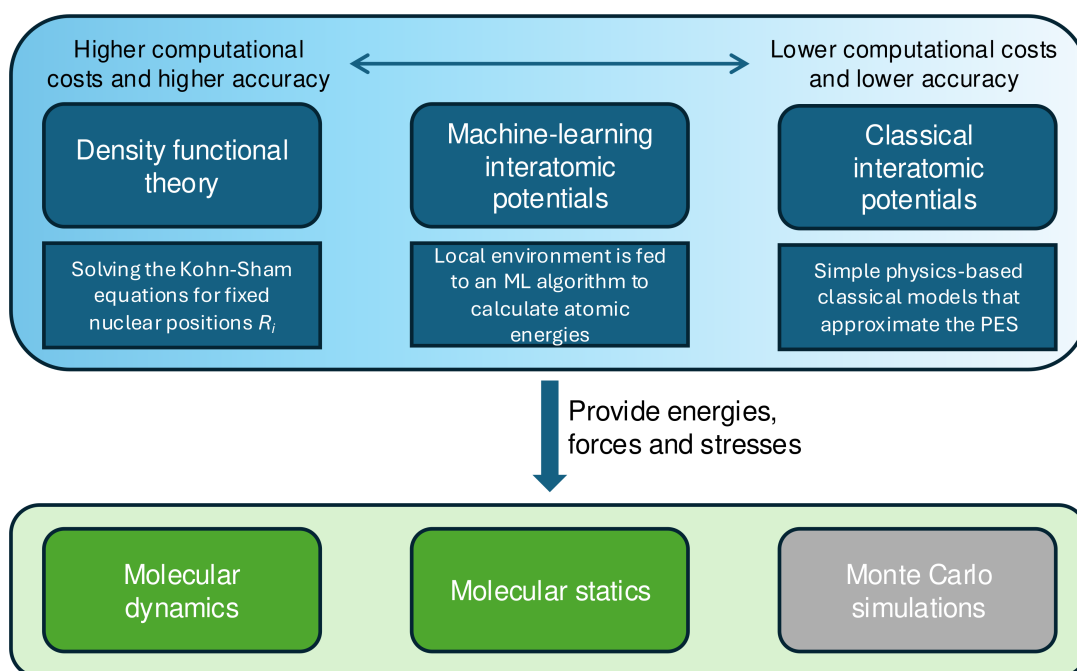 Higher computational
costs and higher accuracy
Lower computational costs
and lower accuracy
Density functional
theory
Machine-learning
interatomic
potentials
Classical
interatomic
potentials
Solving the Kohn-Sham
equations for fixed
nuclear positions Rᵢ
Local environment is fed
to an ML algorithm to
calculate atomic
energies
Simple physics-based
classical models that
approximate the PES
Provide energies,
forces and stresses
Molecular
dynamics
Molecular statics
Monte Carlo
simulations